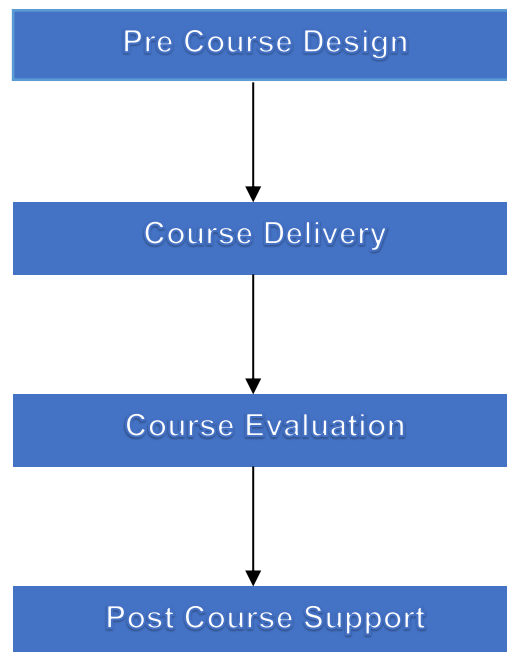 Pre Course Design
Course Delivery
Course Evaluation
Post Course Support